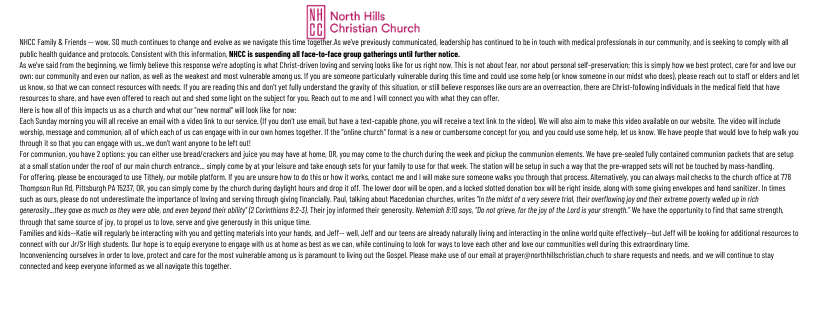 NH
CC
North Hills
Christian Church
NHCC Family & Friends -- wow. SO much continues to change and evolve as we navigate this time together.As we've previously communicated, leadership has continued to be in touch with medical professionals in our community, and is seeking to comply with all
public health guidance and protocols. Consistent with this information, NHCC is suspending all face-to-face group gatherings until further notice.
As we've said from the beginning, we firmly believe this response we're adopting is what Christ-driven loving and serving looks like for us right now. This is not about fear, nor about personal self-preservation; this is simply how we best protect, care for and love our
own: our community and even our nation, as well as the weakest and most vulnerable among us. If you are someone particularly vulnerable during this time and could use some help (or know someone in our midst who does), please reach out to staff or elders and let
us know, so that we can connect resources with needs. If you are reading this and don't yet fully understand the gravity of this situation, or still believe responses like ours are an overreaction, there are Christ-following individuals in the medical field that have
resources to share, and have even offered to reach out and shed some light on the subject for you. Reach out to me and I will connect you with what they can offer.
Here is how all of this impacts us as a church and what our "new normal" will look like for now:
Each Sunday morning you will all receive an email with a video link to our service. (If you don't use email, but have a text-capable phone, you will receive a text link to the video). We will also aim to make this video available on our website. The video will include
worship, message and communion, all of which each of us can engage with in our own homes together. If the "online church" format is a new or cumbersome concept for you, and you could use some help, let us know. We have people that would love to help walk you
through it so that you can engage with us...we don't want anyone to be left out!
For communion, you have 2 options: you can either use bread/crackers and juice you may have at home, OR, you may come to the church during the week and pickup the communion elements. We have pre-sealed fully contained communion packets that are setup
at a small station under the roof of our main church entrance... simply come by at your leisure and take enough sets for your family to use for that week. The station will be setup in such a way that the pre-wrapped sets will not be touched by mass-handling.
For offering, please be encouraged to use Tithely, our mobile platform. If you are unsure how to do this or how it works, contact me and I will make sure someone walks you through that process. Alternatively, you can always mail checks to the church office at 778
Thompson Run Rd, Pittsburgh PA 15237, OR, you can simply come by the church during daylight hours and drop it off. The lower door will be open, and a locked slotted donation box will be right inside, along with some giving envelopes and hand sanitizer. In times
such as ours, please do not underestimate the importance of loving and serving through giving financially. Paul, talking about Macedonian churches, writes "In the midst of a very severe trial, their overflowing joy and their extreme poverty welled up in rich
generosity...they gave as much as they were able, and even beyond their ability" (2 Corinthians 8:2-3). Their joy informed their generosity. Nehemiah 8:10 says, "Do not grieve, for the joy of the Lord is your strength." We have the opportunity to find that same strength,
through that same source of joy, to propel us to love, serve and give generously in this unique time.
Families and kids--Katie will regularly be interacting with you and getting materials into your hands, and Jeff-- well, Jeff and our teens are already naturally living and interacting in the online world quite effectively--but Jeff will be looking for additional resources to
connect with our Jr/Sr High students. Our hope is to equip everyone to engage with us at home as best as we can, while continuing to look for ways to love each other and love our communities well during this extraordinary time.
Inconveniencing ourselves in order to love, protect and care for the most vulnerable among us is paramount to living out the Gospel. Please make use of our email at prayer@northhillschristian.chuch to share requests and needs, and we will continue to stay
connected and keep everyone informed as we all navigate this together.